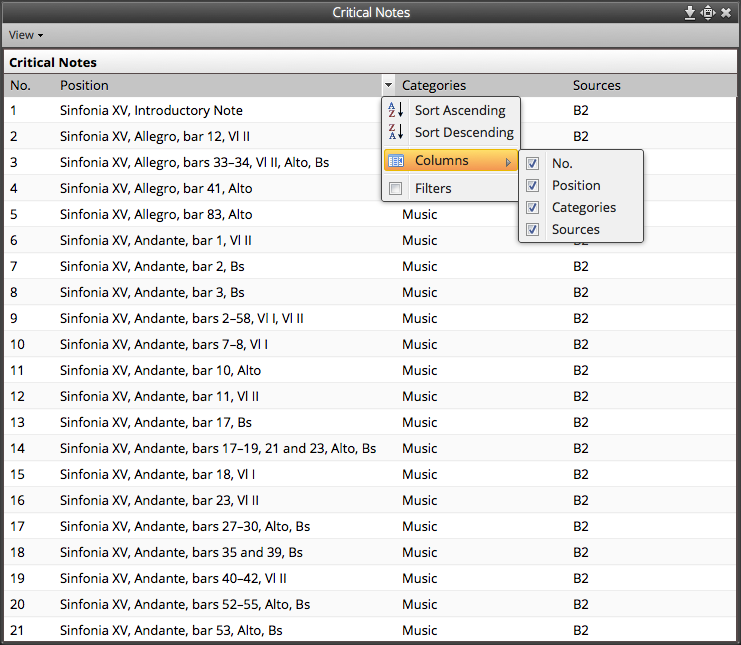 Critical Notes
View
Critical Notes
No. Position Categories Sources
1 Sinfonia XV, Introductory Note B2
2 Sinfonia XV, Allegro, bar 12, Vl II B2
3 Sinfonia XV, Allegro, bars 33–34, Vl II, Alto, Bs
4 Sinfonia XV, Allegro, bar 41, Alto
5 Sinfonia XV, Allegro, bar 83, Alto Music
6 Sinfonia XV, Andante, bar 1, Vl II Music
7 Sinfonia XV, Andante, bar 2, Bs Music B2
8 Sinfonia XV, Andante, bar 3, Bs Music B2
9 Sinfonia XV, Andante, bars 2–58, Vl I, Vl II Music B2
10 Sinfonia XV, Andante, bars 7–8, Vl I Music B2
11 Sinfonia XV, Andante, bar 10, Alto Music B2
12 Sinfonia XV, Andante, bar 11, Vl II Music B2
13 Sinfonia XV, Andante, bar 17, Bs Music B2
14 Sinfonia XV, Andante, bars 17–19, 21 and 23, Alto, Bs Music B2
15 Sinfonia XV, Andante, bar 18, Vl I Music B2
16 Sinfonia XV, Andante, bar 23, Vl II Music B2
17 Sinfonia XV, Andante, bars 27–30, Alto, Bs Music B2
18 Sinfonia XV, Andante, bars 35 and 39, Bs Music B2
19 Sinfonia XV, Andante, bars 40–42, Vl II Music B2
20 Sinfonia XV, Andante, bars 52–55, Alto, Bs Music B2
21 Sinfonia XV, Andante, bar 53, Alto, Bs Music B2
Sort Ascending
Sort Descending
Columns
Filters
No.
Position
Categories
Sources